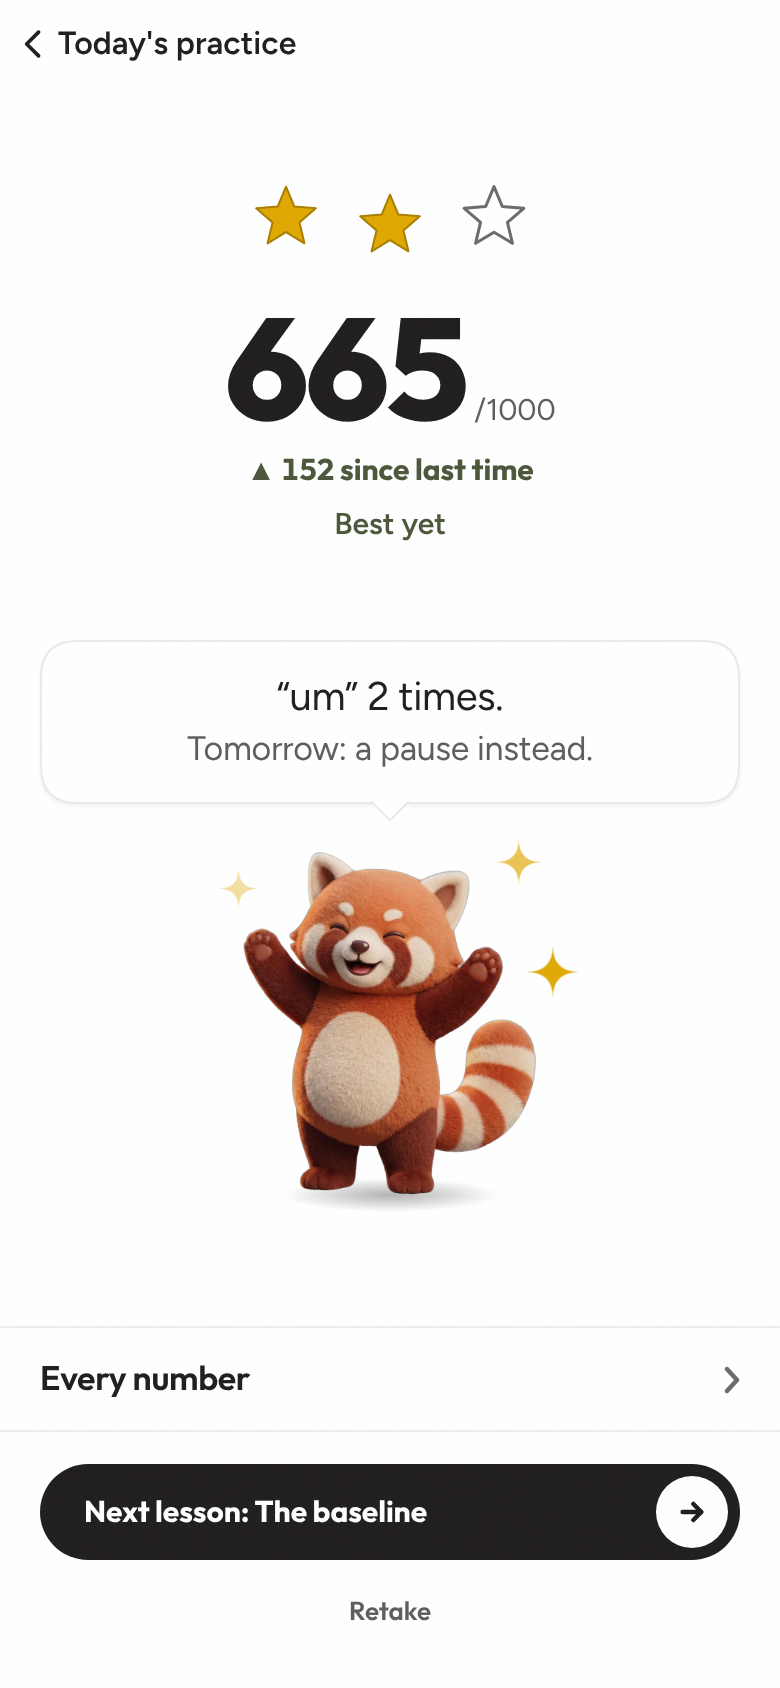 Today's practice
665 /1000
▲ 152 since last time
Best yet
“um” 2 times.
Tomorrow: a pause instead.
Every number
Next lesson: The baseline
Retake